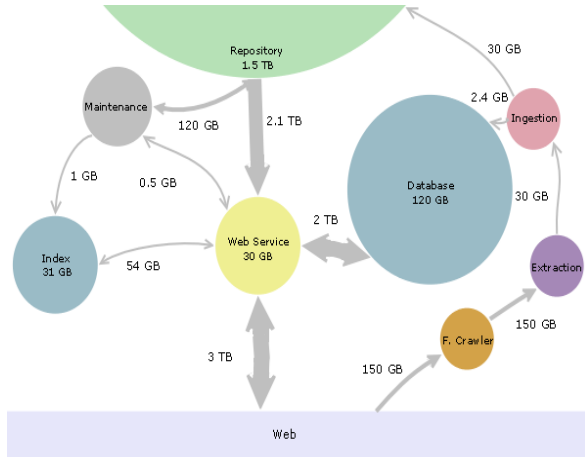 Repository
1.5 TB
30 GB
2.4 GB
Maintenance
120 GB
2.1 TB
Ingestion
1 GB
0.5 GB
Database
120 GB
30 GB
2 TB
Web Service
30 GB
Index
31 GB
54 GB
Extraction
150 GB
F. Crawler
3 TB
150 GB
Web